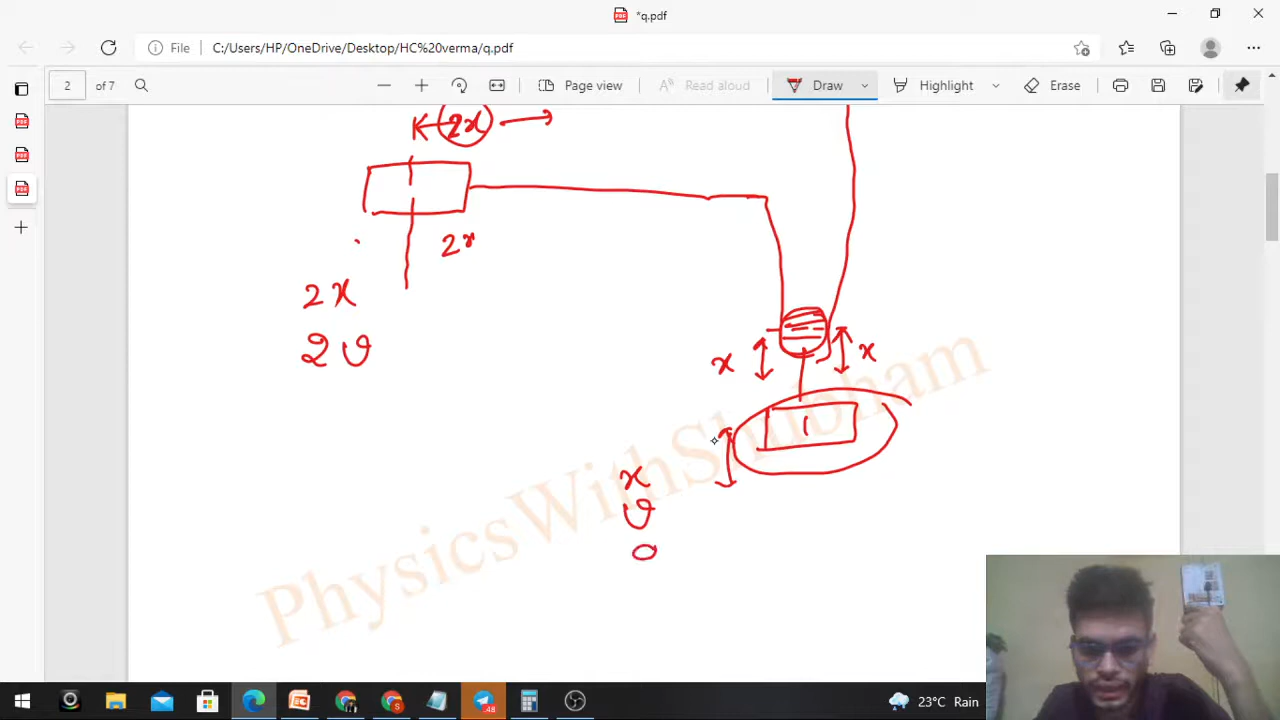 *q.pdf
File C:/Users/HP/OneDrive/Desktop/HC%20verma/q.pdf
2 of 7 Page view Read aloud Draw Highlight Erase
2x
2x
2x
2v
x x
x
v
PhysicsWithShubham
48
23°C Rain